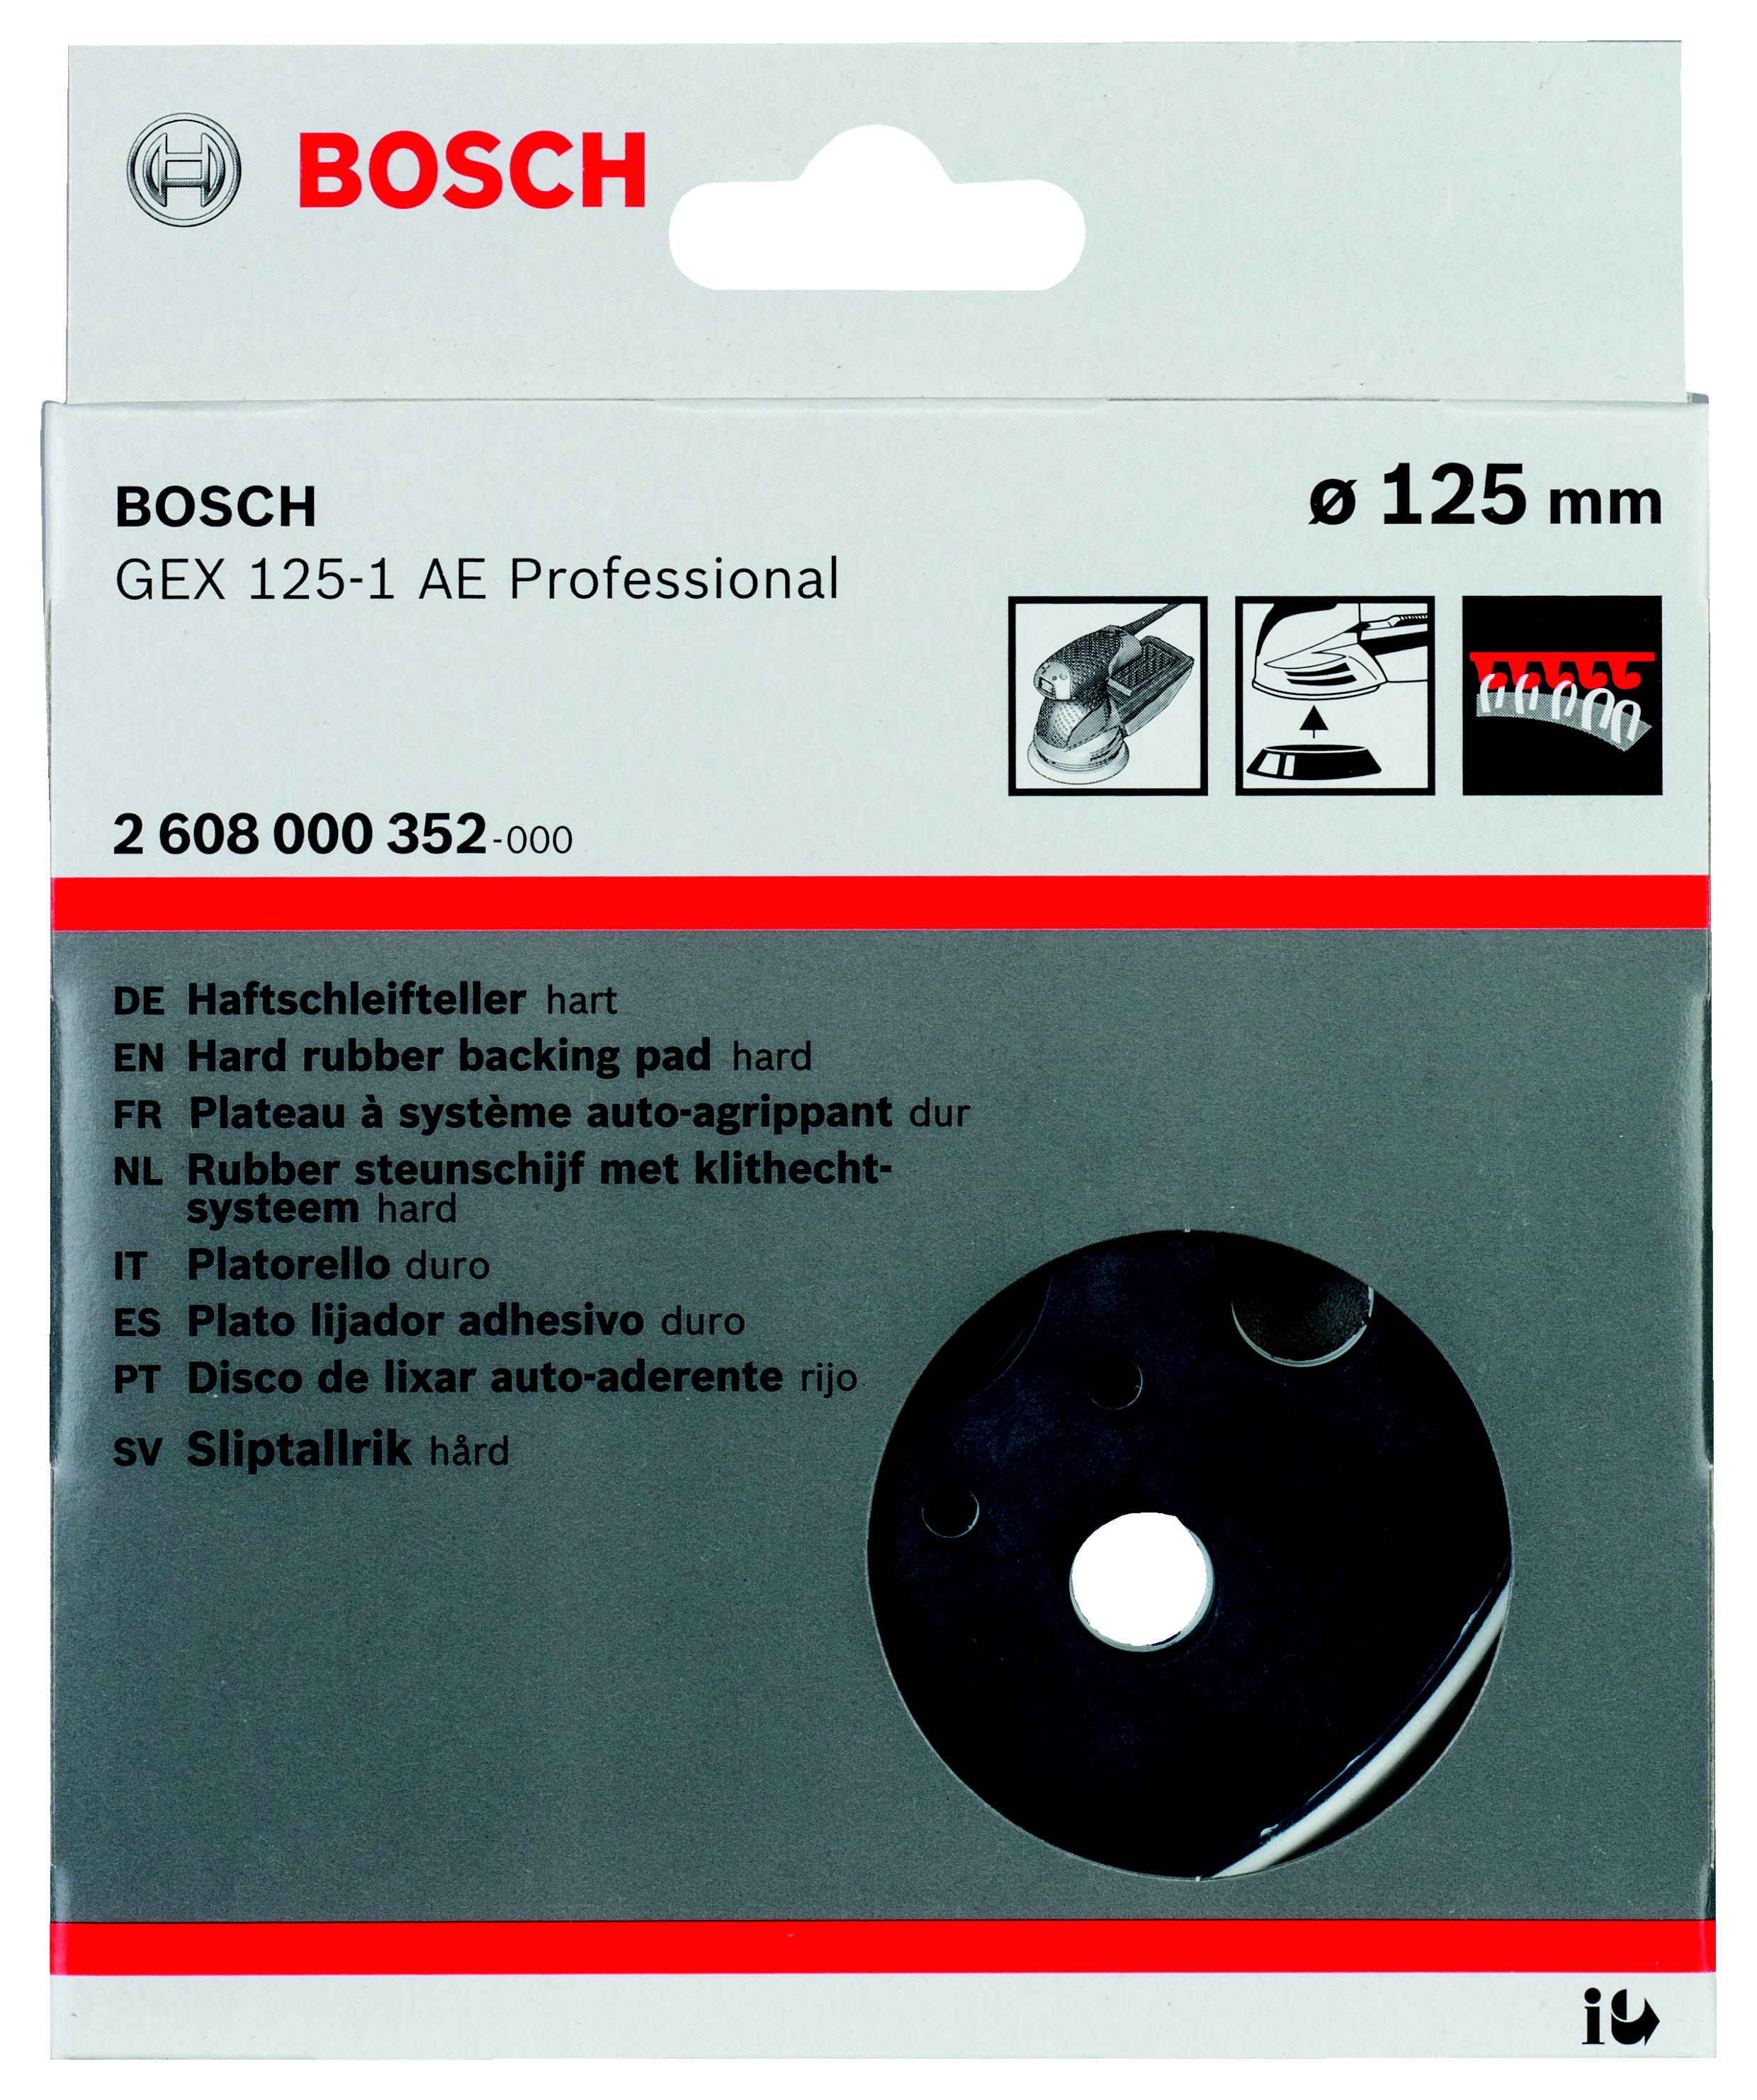 BOSCH
BOSCH
ø 125 mm
GEX 125-1 AE Professional
2 608 000 352-000
DE Haftschleifteller hart
EN Hard rubber backing pad hard
FR Plateau à système auto-agrippant dur
NL Rubber steunschijf met klithecht-
systeem hard
IT Platorello duro
ES Plato lijador adhesivo duro
PT Disco de lixar auto-aderente rijo
SV Sliptallrik hård